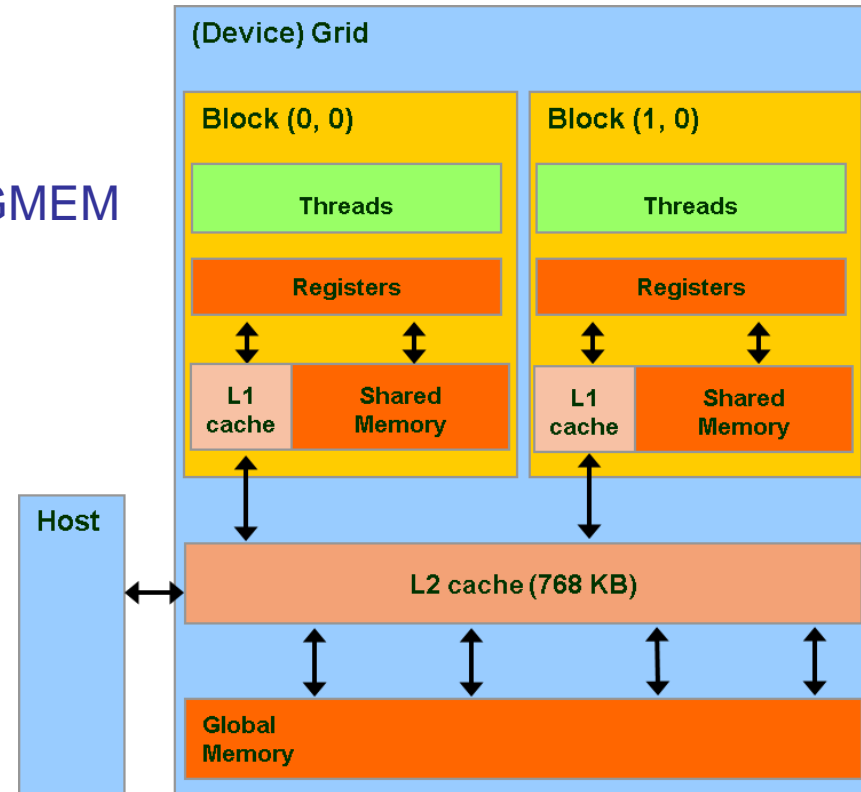 (Device) Grid
Block (0, 0)
Block (1, 0)
GMEM
Threads
Threads
Registers
Registers
L1
cache
Shared
Memory
L1
cache
Shared
Memory
Host
L2 cache (768 KB)
Global
Memory